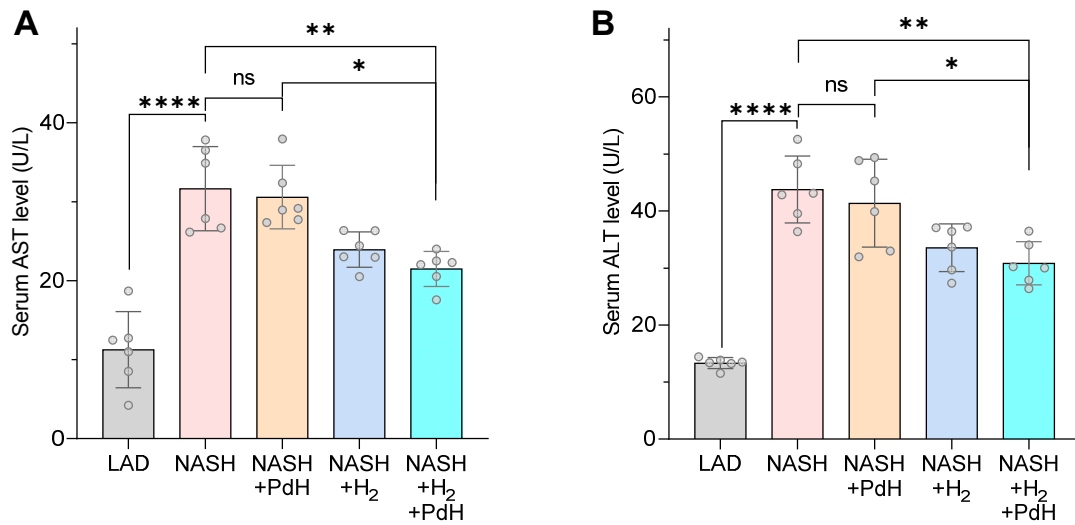 A
Serum AST level (U/L)
40
20
0
****
ns
**
*
LAD
NASH
NASH
+PdH
NASH
+H₂
NASH
+H₂
+PdH
B
Serum ALT level (U/L)
60
40
20
0
****
ns
**
*
LAD
NASH
NASH
+PdH
NASH
+H₂
NASH
+H₂
+PdH